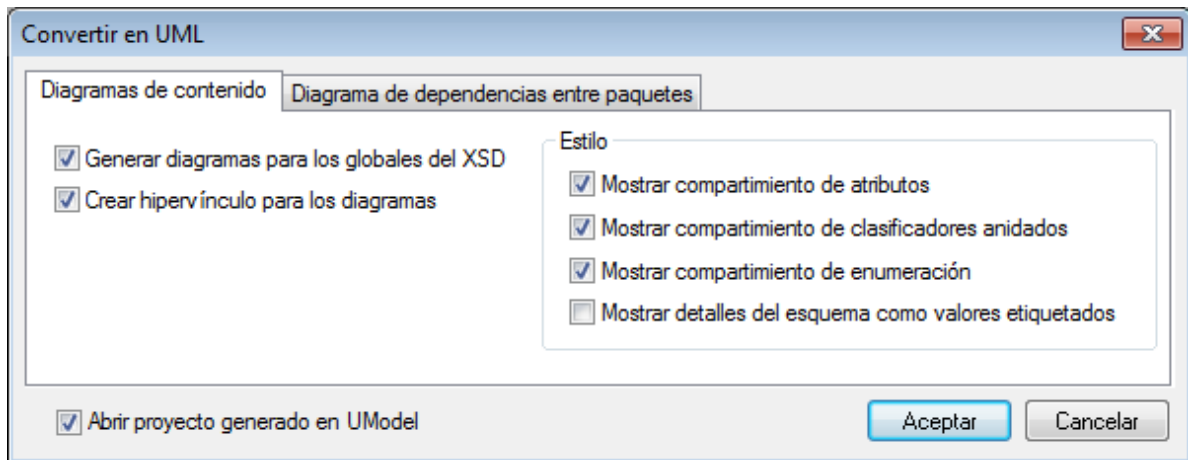 Convertir en UML
Diagramas de contenido
Diagrama de dependencias entre paquetes
Generar diagramas para los globales del XSD
Crear hipervínculo para los diagramas
Estilo
Mostrar compartimiento de atributos
Mostrar compartimiento de clasificadores anidados
Mostrar compartimiento de enumeración
Mostrar detalles del esquema como valores etiquetados
Abrir proyecto generado en UModel
Aceptar
Cancelar